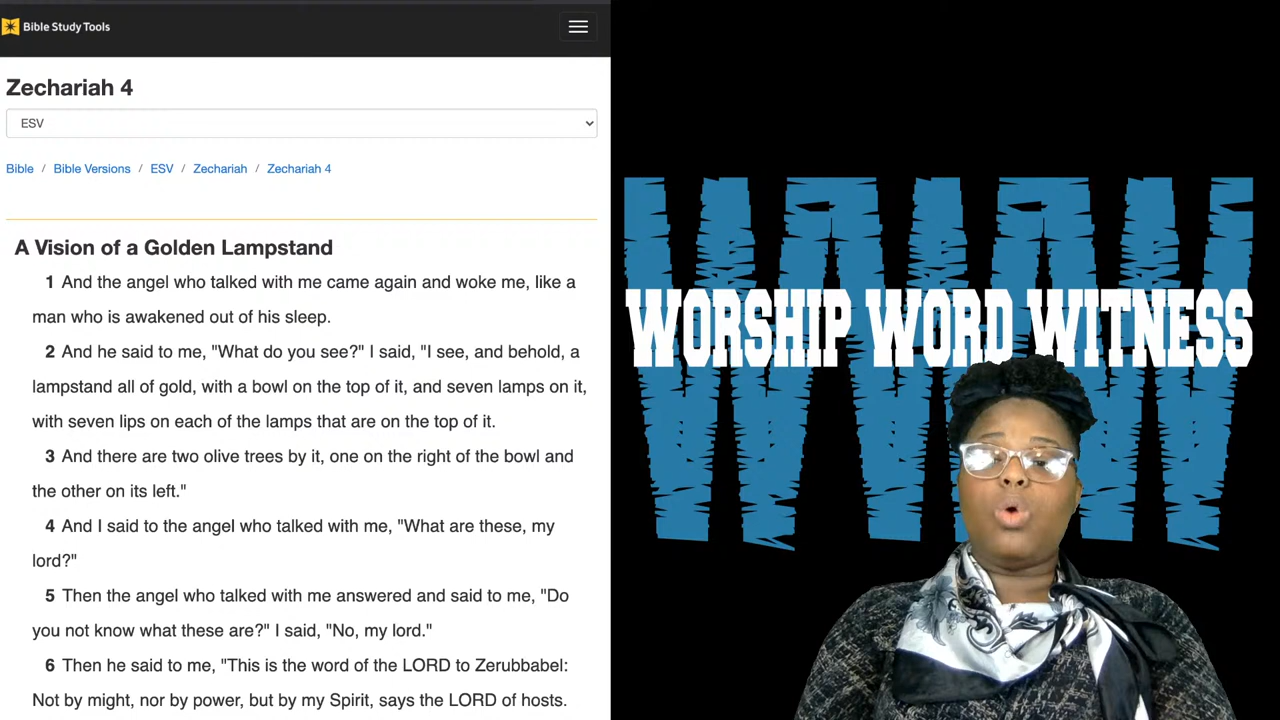 Bible Study Tools
Zechariah 4
ESV
Bible / Bible Versions / ESV / Zechariah / Zechariah 4
A Vision of a Golden Lampstand
1 And the angel who talked with me came again and woke me, like a
man who is awakened out of his sleep.
2 And he said to me, "What do you see?" I said, "I see, and behold, a
lampstand all of gold, with a bowl on the top of it, and seven lamps on it,
with seven lips on each of the lamps that are on the top of it.
3 And there are two olive trees by it, one on the right of the bowl and
the other on its left."
4 And I said to the angel who talked with me, "What are these, my
lord?"
5 Then the angel who talked with me answered and said to me, "Do
you not know what these are?" I said, "No, my lord."
6 Then he said to me, "This is the word of the LORD to Zerubbabel:
Not by might, nor by power, but by my Spirit, says the LORD of hosts.
WWW
WORSHIP WORD WITNESS